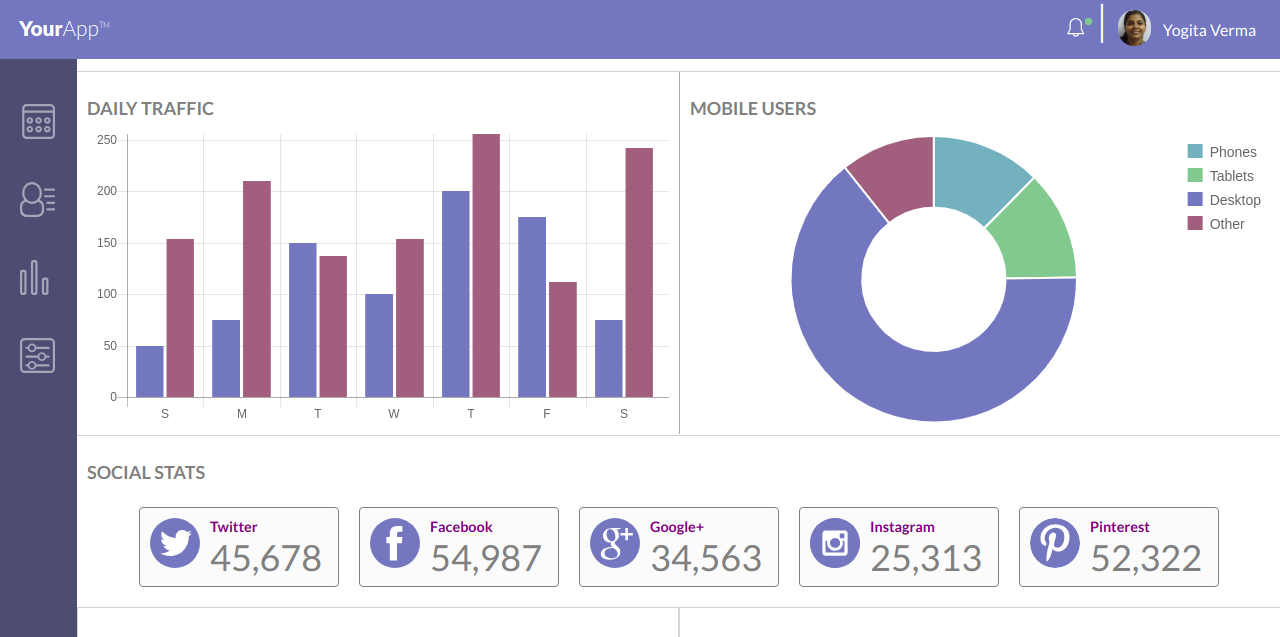 YourApp™
Yogita Verma
DAILY TRAFFIC
250
200
150
100
50
0
S M T W T F S
MOBILE USERS
Phones
Tablets
Desktop
Other
SOCIAL STATS
Twitter
45,678
Facebook
54,987
Google+
34,563
Instagram
25,313
Pinterest
52,322